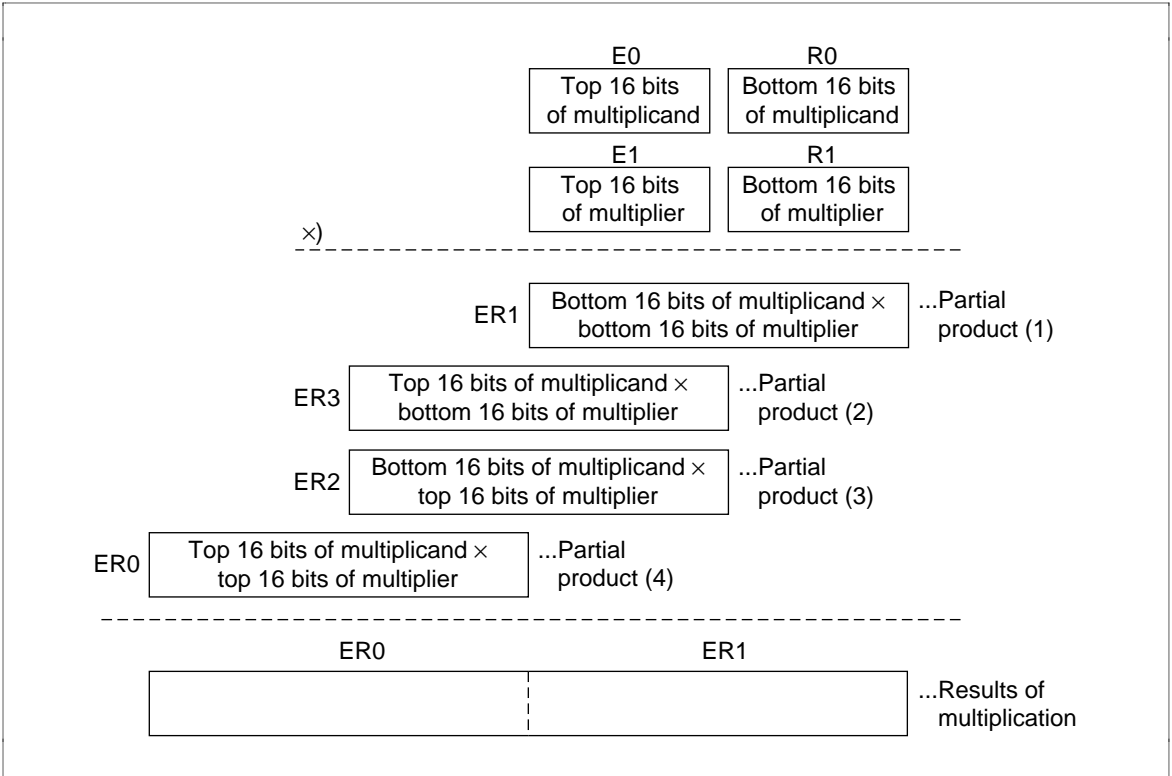 E0 R0
Top 16 bits of multiplicand Bottom 16 bits of multiplicand
E1 R1
Top 16 bits of multiplier Bottom 16 bits of multiplier
×)
ER1
Bottom 16 bits of multiplicand ×
bottom 16 bits of multiplier
...Partial
product (1)
ER3
Top 16 bits of multiplicand ×
bottom 16 bits of multiplier
...Partial
product (2)
ER2
Bottom 16 bits of multiplicand ×
top 16 bits of multiplier
...Partial
product (3)
ER0
Top 16 bits of multiplicand ×
top 16 bits of multiplier
...Partial
product (4)
ER0 ER1
...Results of
multiplication